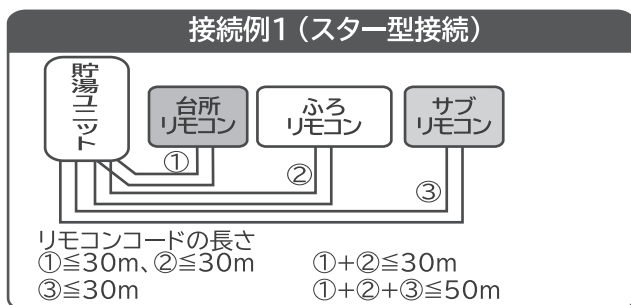 接続例1（スター型接続）
貯湯ユニット
台所
リモコン
ふろ
リモコン
サブ
リモコン
①
②
③
リモコンコードの長さ
①≦30m、②≦30m
①+②≦30m
③≦30m
①+②+③≦50m